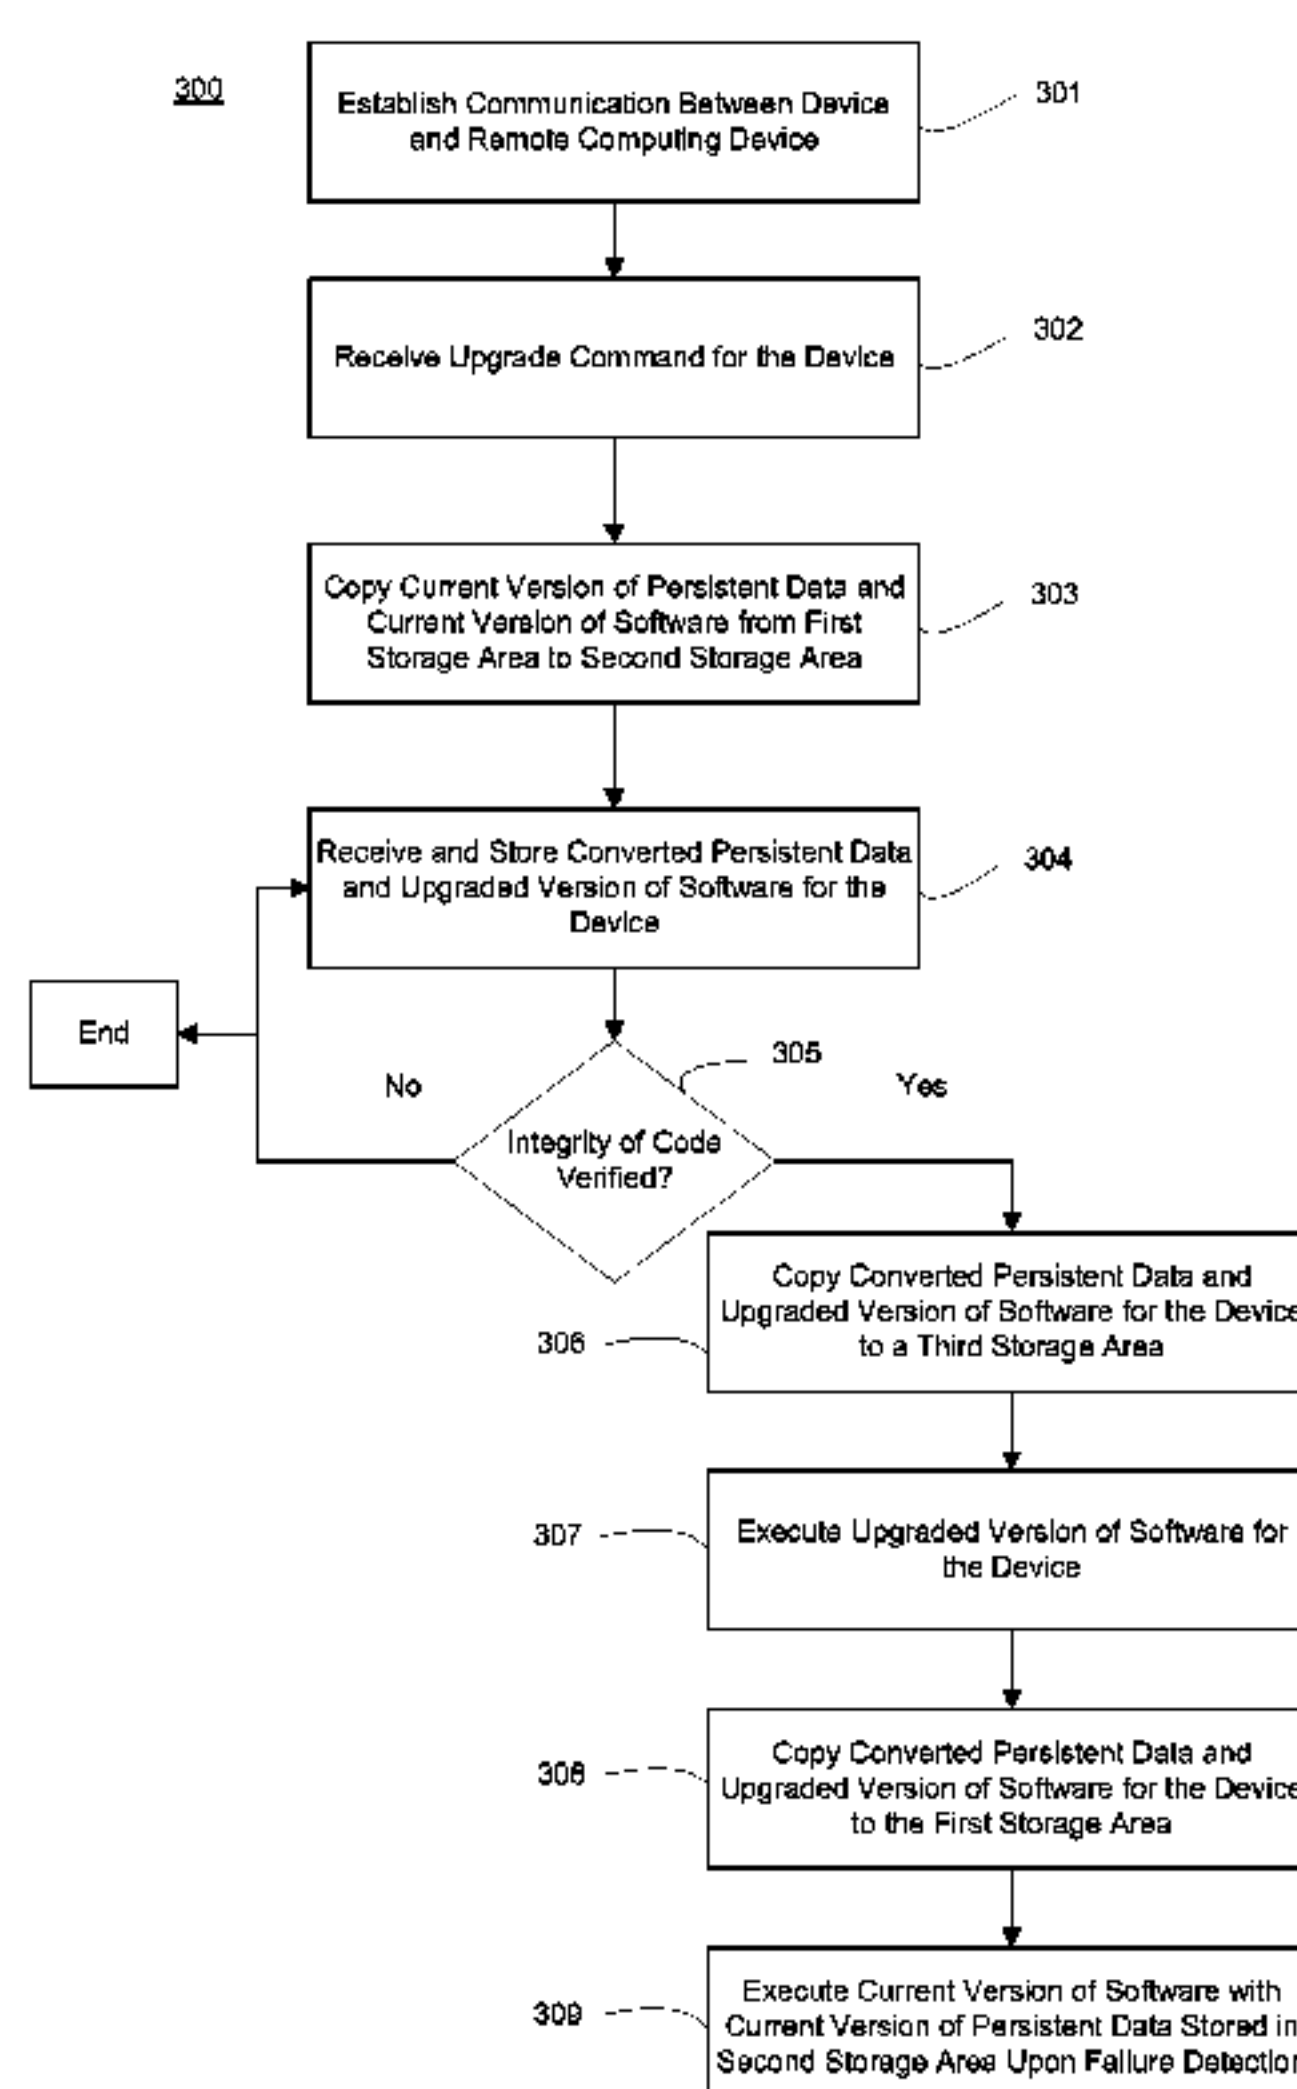 300
Establish Communication Between Device
and Remote Computing Device
301
Receive Upgrade Command for the Device
302
Copy Current Version of Persistent Data and
Current Version of Software from First
Storage Area to Second Storage Area
303
Receive and Store Converted Persistent Data
and Upgraded Version of Software for the
Device
304
End
No
305
Yes
Integrity of Code
Verified?
Copy Converted Persistent Data and
Upgraded Version of Software for the Device
to a Third Storage Area
306
Execute Upgraded Version of Software for
the Device
307
Copy Converted Persistent Data and
Upgraded Version of Software for the Device
to the First Storage Area
308
Execute Current Version of Software with
Current Version of Persistent Data Stored in
Second Storage Area Upon Failure Detection
309